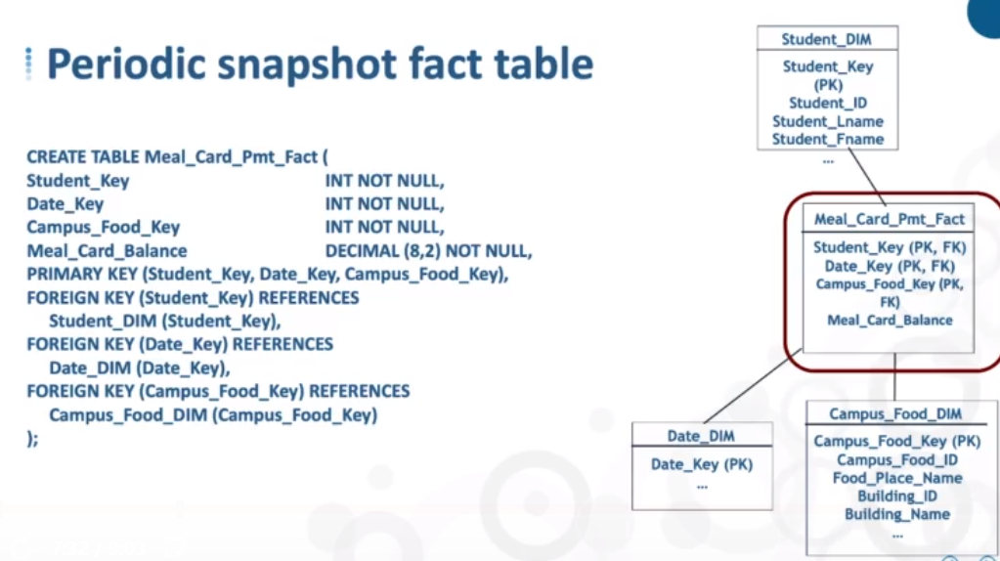 Periodic snapshot fact table
CREATE TABLE Meal_Card_Pmt_Fact (
Student_Key INT NOT NULL,
Date_Key INT NOT NULL,
Campus_Food_Key INT NOT NULL,
Meal_Card_Balance DECIMAL (8,2) NOT NULL,
PRIMARY KEY (Student_Key, Date_Key, Campus_Food_Key),
FOREIGN KEY (Student_Key) REFERENCES
Student_DIM (Student_Key),
FOREIGN KEY (Date_Key) REFERENCES
Date_DIM (Date_Key),
FOREIGN KEY (Campus_Food_Key) REFERENCES
Campus_Food_DIM (Campus_Food_Key)
);
Student_DIM
Student_Key
(PK)
Student_ID
Student_Lname
Student_Fname
...
Meal_Card_Pmt_Fact
Student_Key (PK, FK)
Date_Key (PK, FK)
Campus_Food_Key (PK,
FK)
Meal_Card_Balance
Date_DIM
Date_Key (PK)
...
Campus_Food_DIM
Campus_Food_Key (PK)
Campus_Food_ID
Food_Place_Name
Building_ID
Building_Name
...